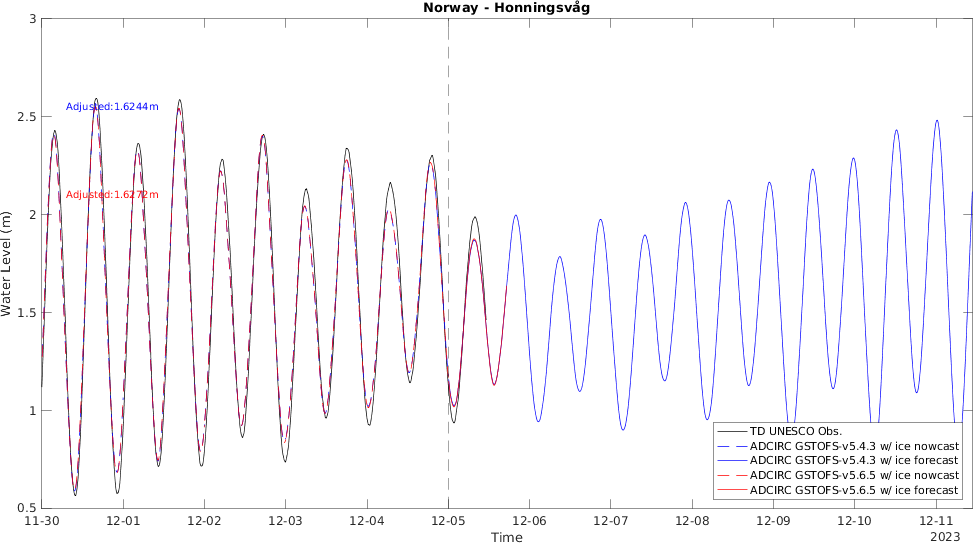 Norway - Honningsvåg
3
2.5
2
1.5
1
0.5
Water Level (m)
Adjusted:1.6244m
Adjusted:1.6272m
TD UNESCO Obs.
ADCIRC GSTOFS-v5.4.3 w/ ice nowcast
ADCIRC GSTOFS-v5.4.3 w/ ice forecast
ADCIRC GSTOFS-v5.6.5 w/ ice nowcast
ADCIRC GSTOFS-v5.6.5 w/ ice forecast
11-30 12-01 12-02 12-03 12-04 12-05 12-06 12-07 12-08 12-09 12-10 12-11
Time
2023